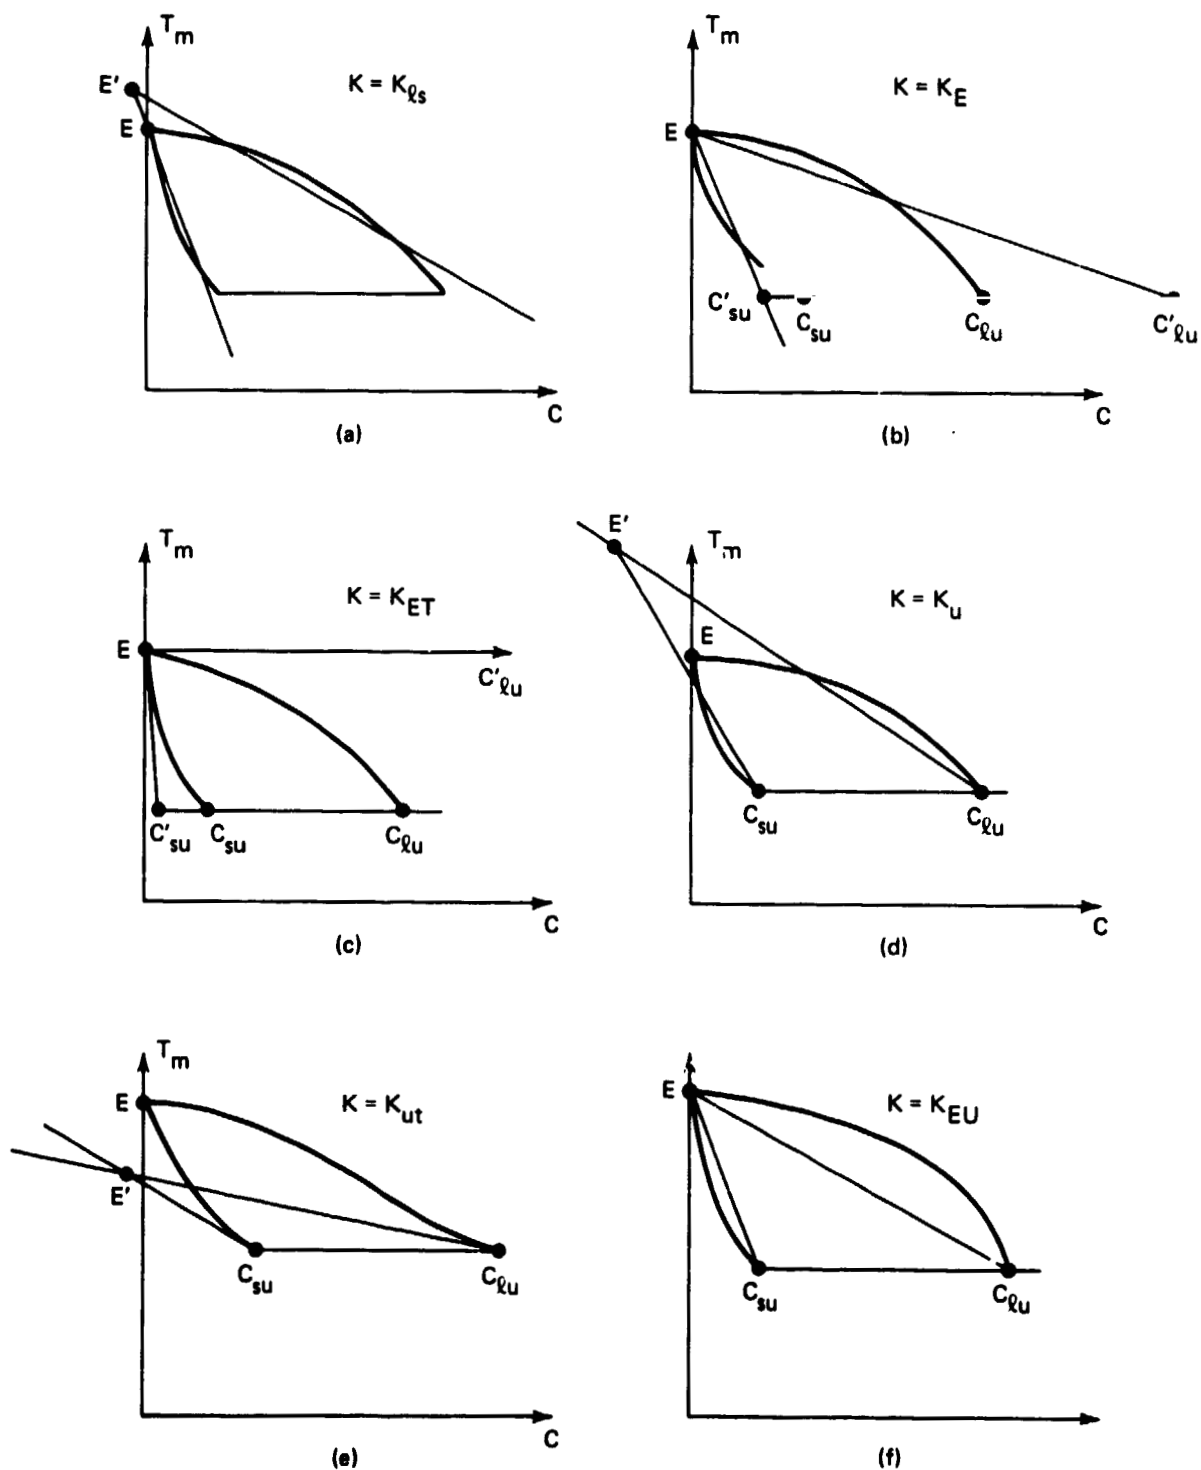 T_m
E'
K = K_ℓs
E
C
(a)
T_m
K = K_E
E
C'_su
C_su
C_ℓu
C'_ℓu
C
(b)
T_m
K = K_ET
E
C'_ℓu
C'_su
C_su
C_ℓu
C
(c)
E'
T_m
K = K_u
E
C_su
C_ℓu
C
(d)
T_m
E
K = K_ut
E'
C_su
C_ℓu
C
(e)
E
K = K_EU
C_su
C_ℓu
(f)